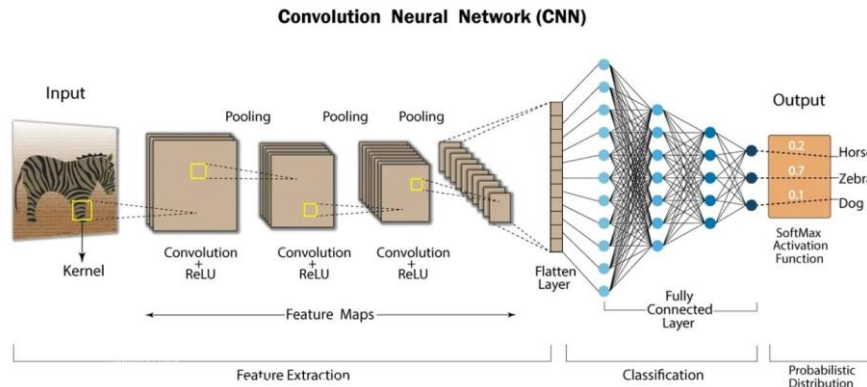 Convolution Neural Network (CNN)
Input
Output
Pooling
Pooling
Pooling
0.2
Horse
0.7
Zebra
0.1
Dog
Kernel
Convolution
+
ReLU
Convolution
+
ReLU
Convolution
+
ReLU
Flatten
Layer
SoftMax
Activation
Function
Feature Maps
Fully
Connected
Layer
Feature Extraction
Classification
Probabilistic
Distribution